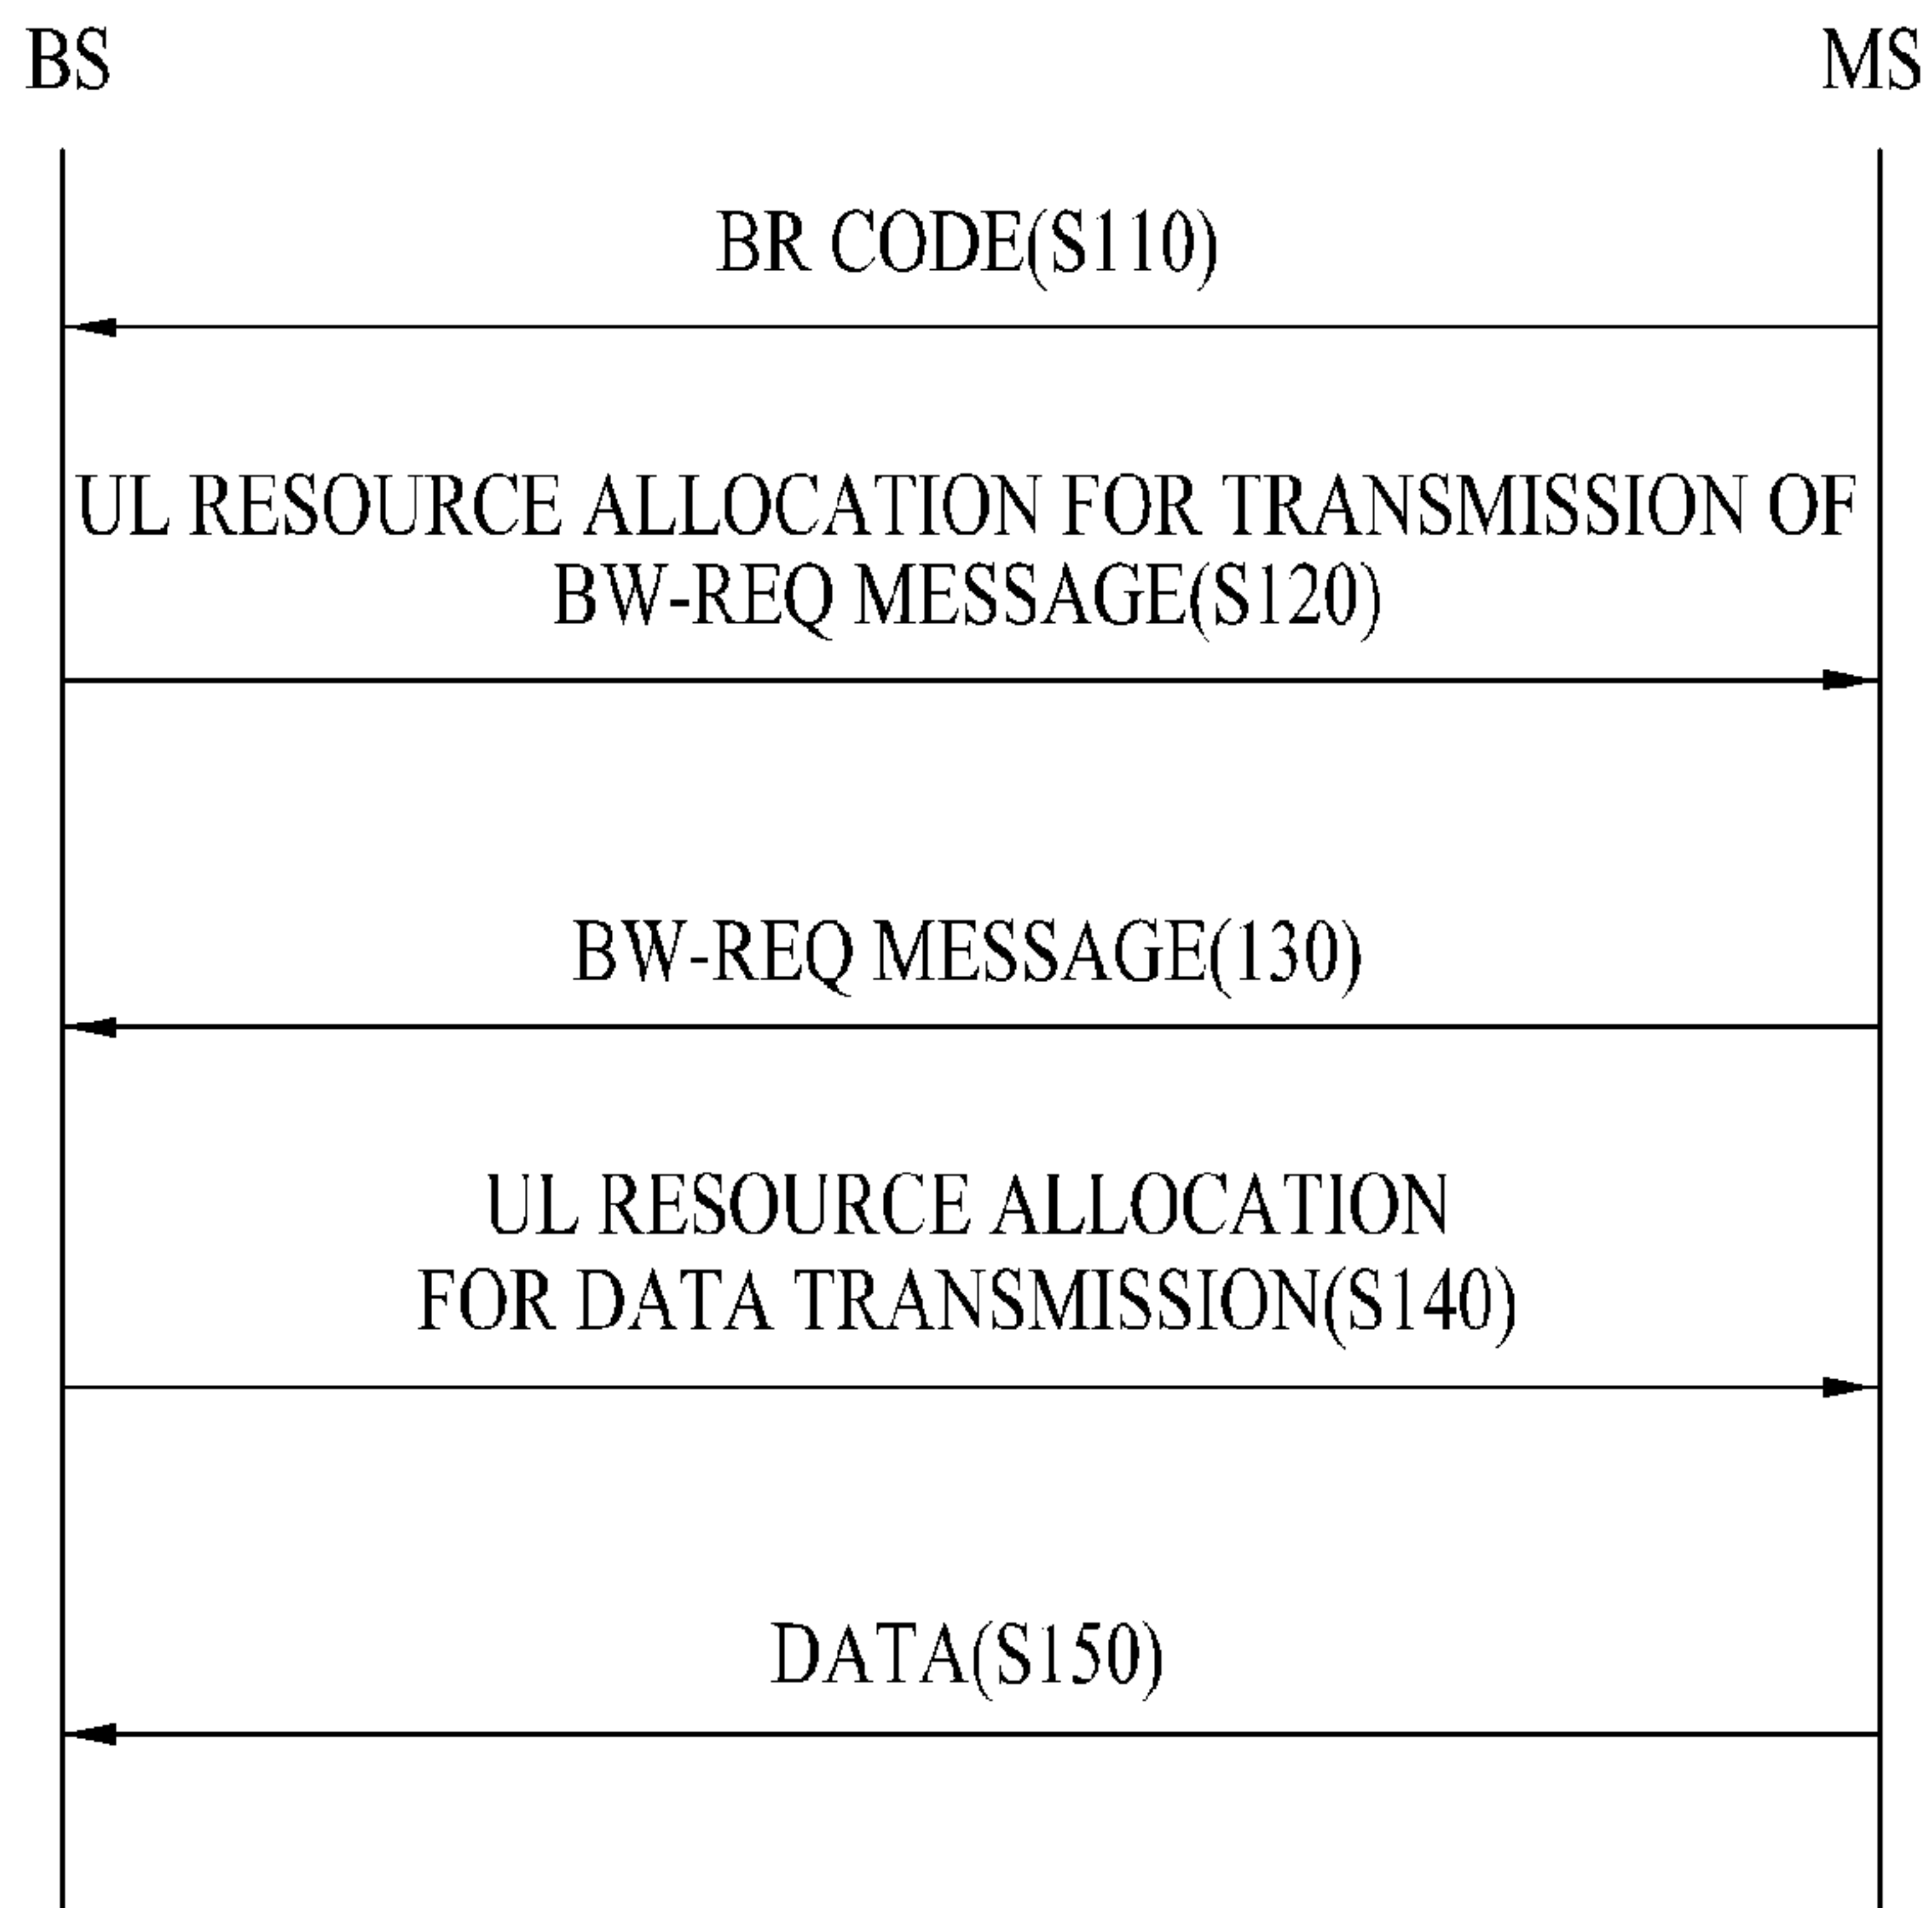 BS
MS
BR CODE(S110)
UL RESOURCE ALLOCATION FOR TRANSMISSION OF
BW-REQ MESSAGE(S120)
BW-REQ MESSAGE(130)
UL RESOURCE ALLOCATION
FOR DATA TRANSMISSION(S140)
DATA(S150)